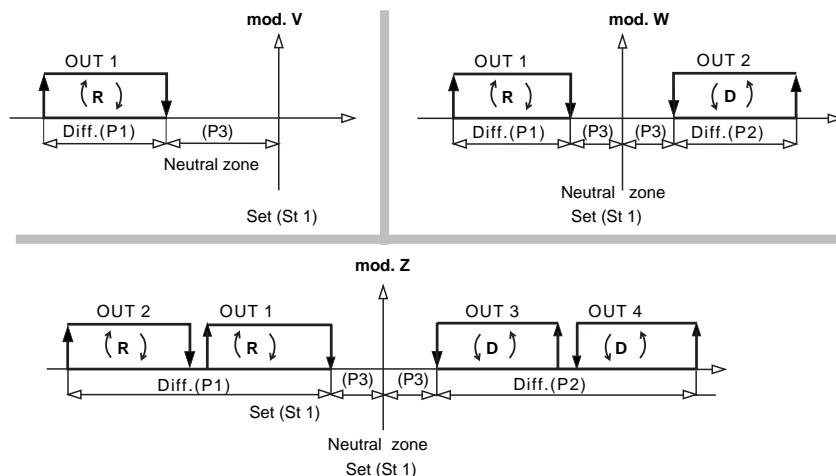 mod. V
OUT 1
R
Diff.(P1)
(P3)
Neutral zone
Set (St 1)
mod. W
OUT 1
OUT 2
R
D
Diff.(P1)
(P3)
(P3)
Diff.(P2)
Neutral zone
Set (St 1)
mod. Z
OUT 2
OUT 1
OUT 3
OUT 4
R
R
D
D
Diff.(P1)
(P3)
(P3)
Diff.(P2)
Set (St 1)
Neutral zone
Set (St 1)